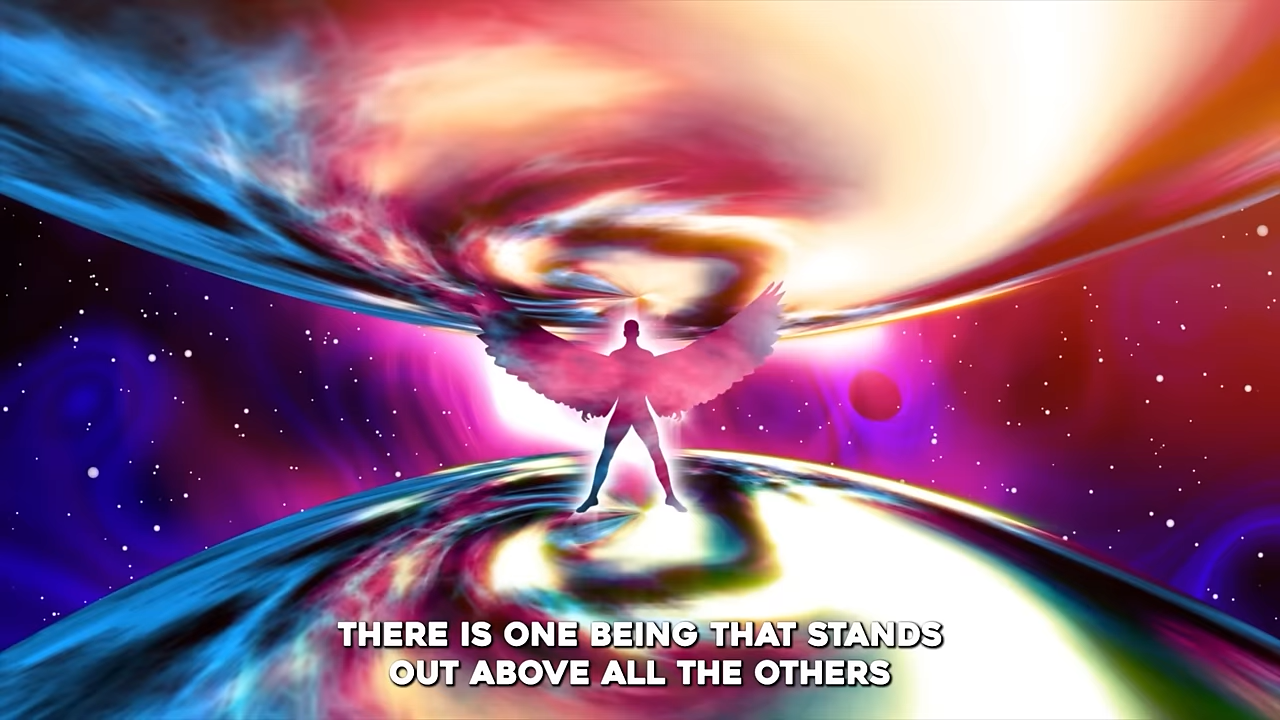 THERE IS ONE BEING THAT STANDS
OUT ABOVE ALL THE OTHERS